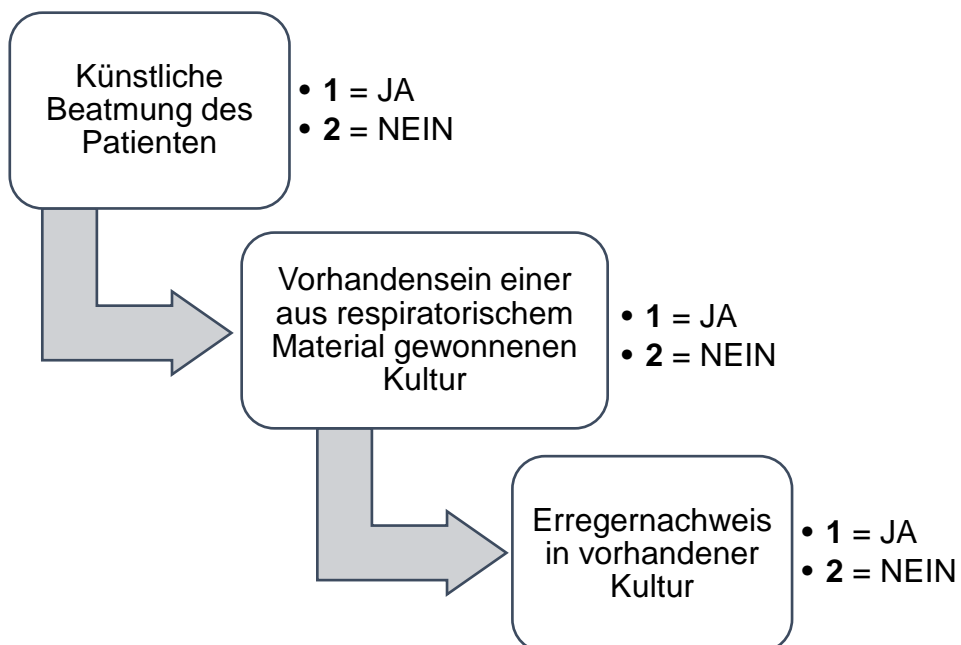 Künstliche
Beatmung des
Patienten
• 1 = JA
• 2 = NEIN
Vorhandensein einer
aus respiratorischem
Material gewonnenen
Kultur
• 1 = JA
• 2 = NEIN
Erregernachweis
in vorhandener
Kultur
• 1 = JA
• 2 = NEIN